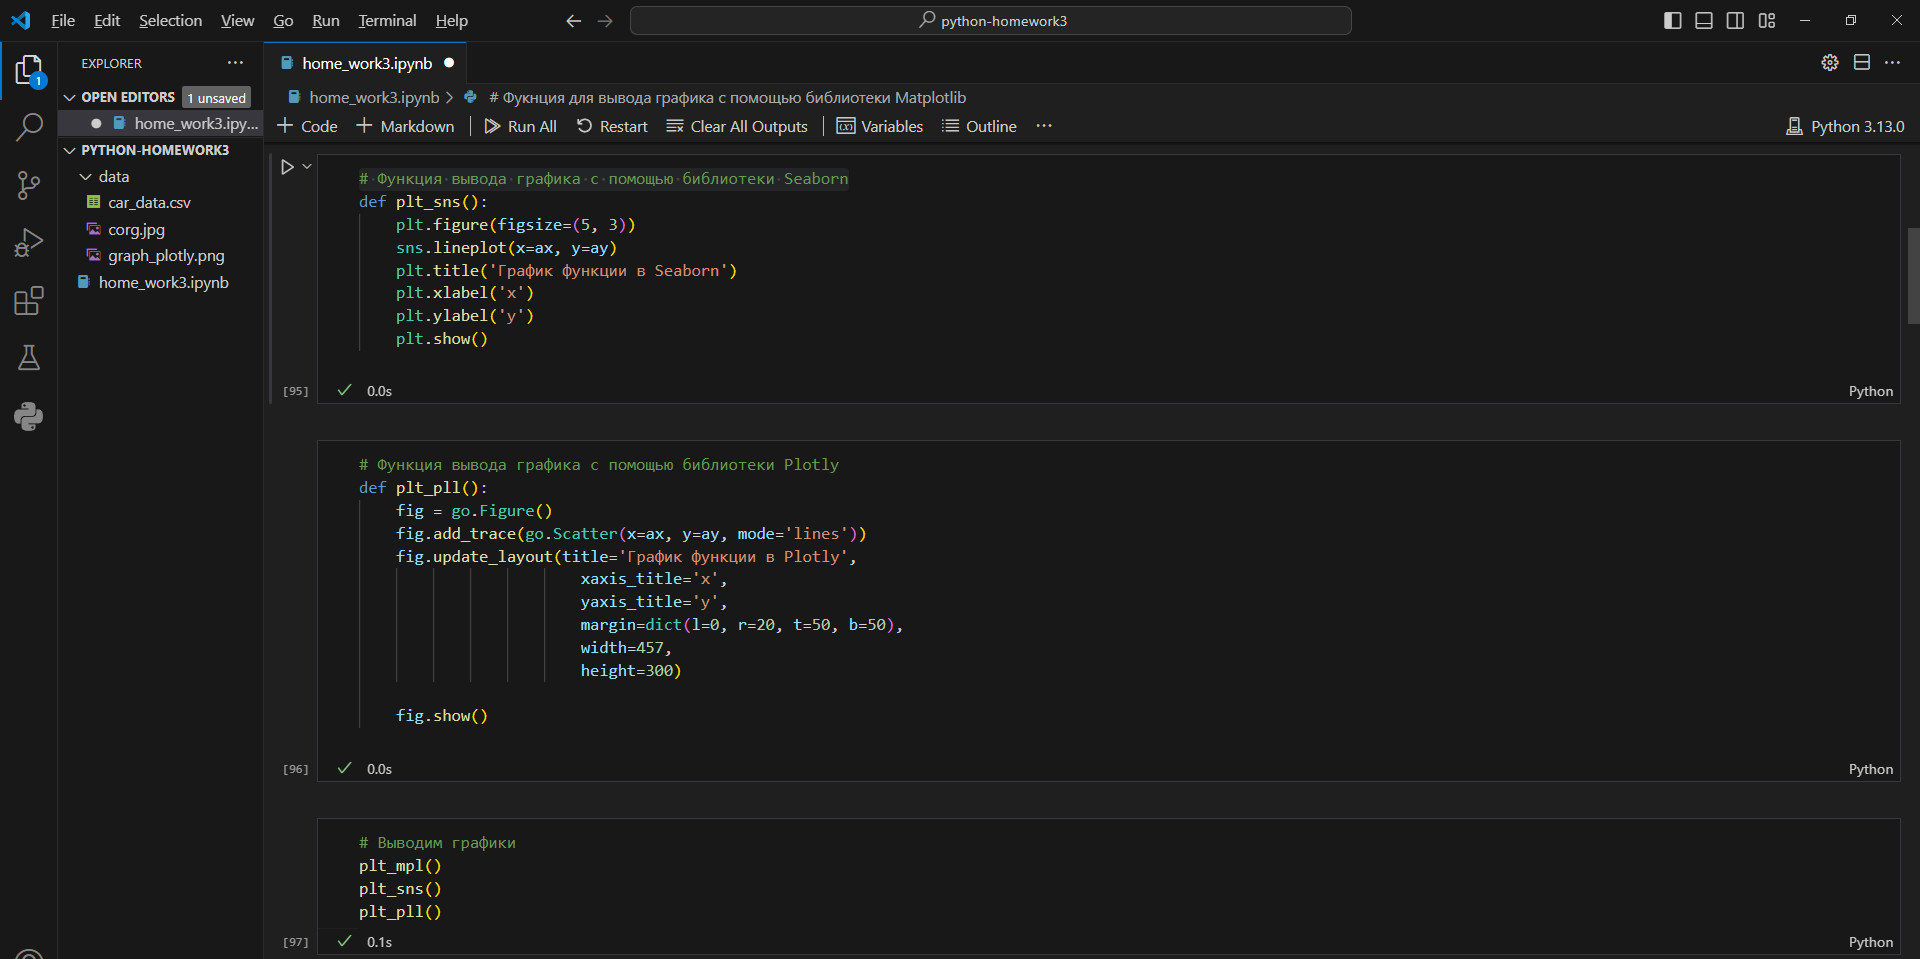 File Edit Selection View Go Run Terminal Help
python-homework3
EXPLORER
OPEN EDITORS 1 unsaved
home_work3.ipy...
PYTHON-HOMEWORK3
data
car_data.csv
corg.jpg
graph_plotly.png
home_work3.ipynb
1
home_work3.ipynb
home_work3.ipynb > # Фукнция для вывода графика с помощью библиотеки Matplotlib
+ Code + Markdown | Run All Restart Clear All Outputs | Variables Outline ... Python 3.13.0
# Функция вывода графика с помощью библиотеки Seaborn
def plt_sns():
plt.figure(figsize=(5, 3))
sns.lineplot(x=ax, y=ay)
plt.title('График функции в Seaborn')
plt.xlabel('x')
plt.ylabel('y')
plt.show()
[95] 0.0s Python
# Функция вывода графика с помощью библиотеки Plotly
def plt_pll():
fig = go.Figure()
fig.add_trace(go.Scatter(x=ax, y=ay, mode='lines'))
fig.update_layout(title='График функции в Plotly',
xaxis_title='x',
yaxis_title='y',
margin=dict(l=0, r=20, t=50, b=50),
width=457,
height=300)
fig.show()
[96] 0.0s Python
# Выводим графики
plt_mpl()
plt_sns()
plt_pll()
[97] 0.1s Python